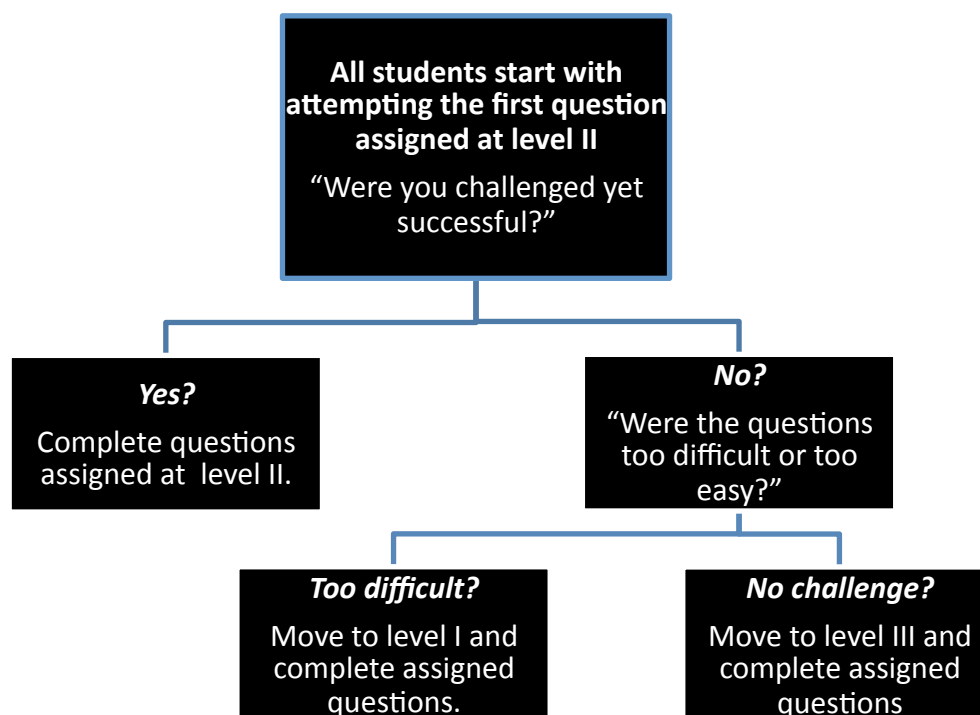 All students start with
attempting the first question
assigned at level II
“Were you challenged yet
successful?”
Yes?
Complete questions
assigned at  level II.
No?
“Were the questions
too difficult or too
easy?”
Too difficult?
Move to level I and
complete assigned
questions.
No challenge?
Move to level III and
complete assigned
questions